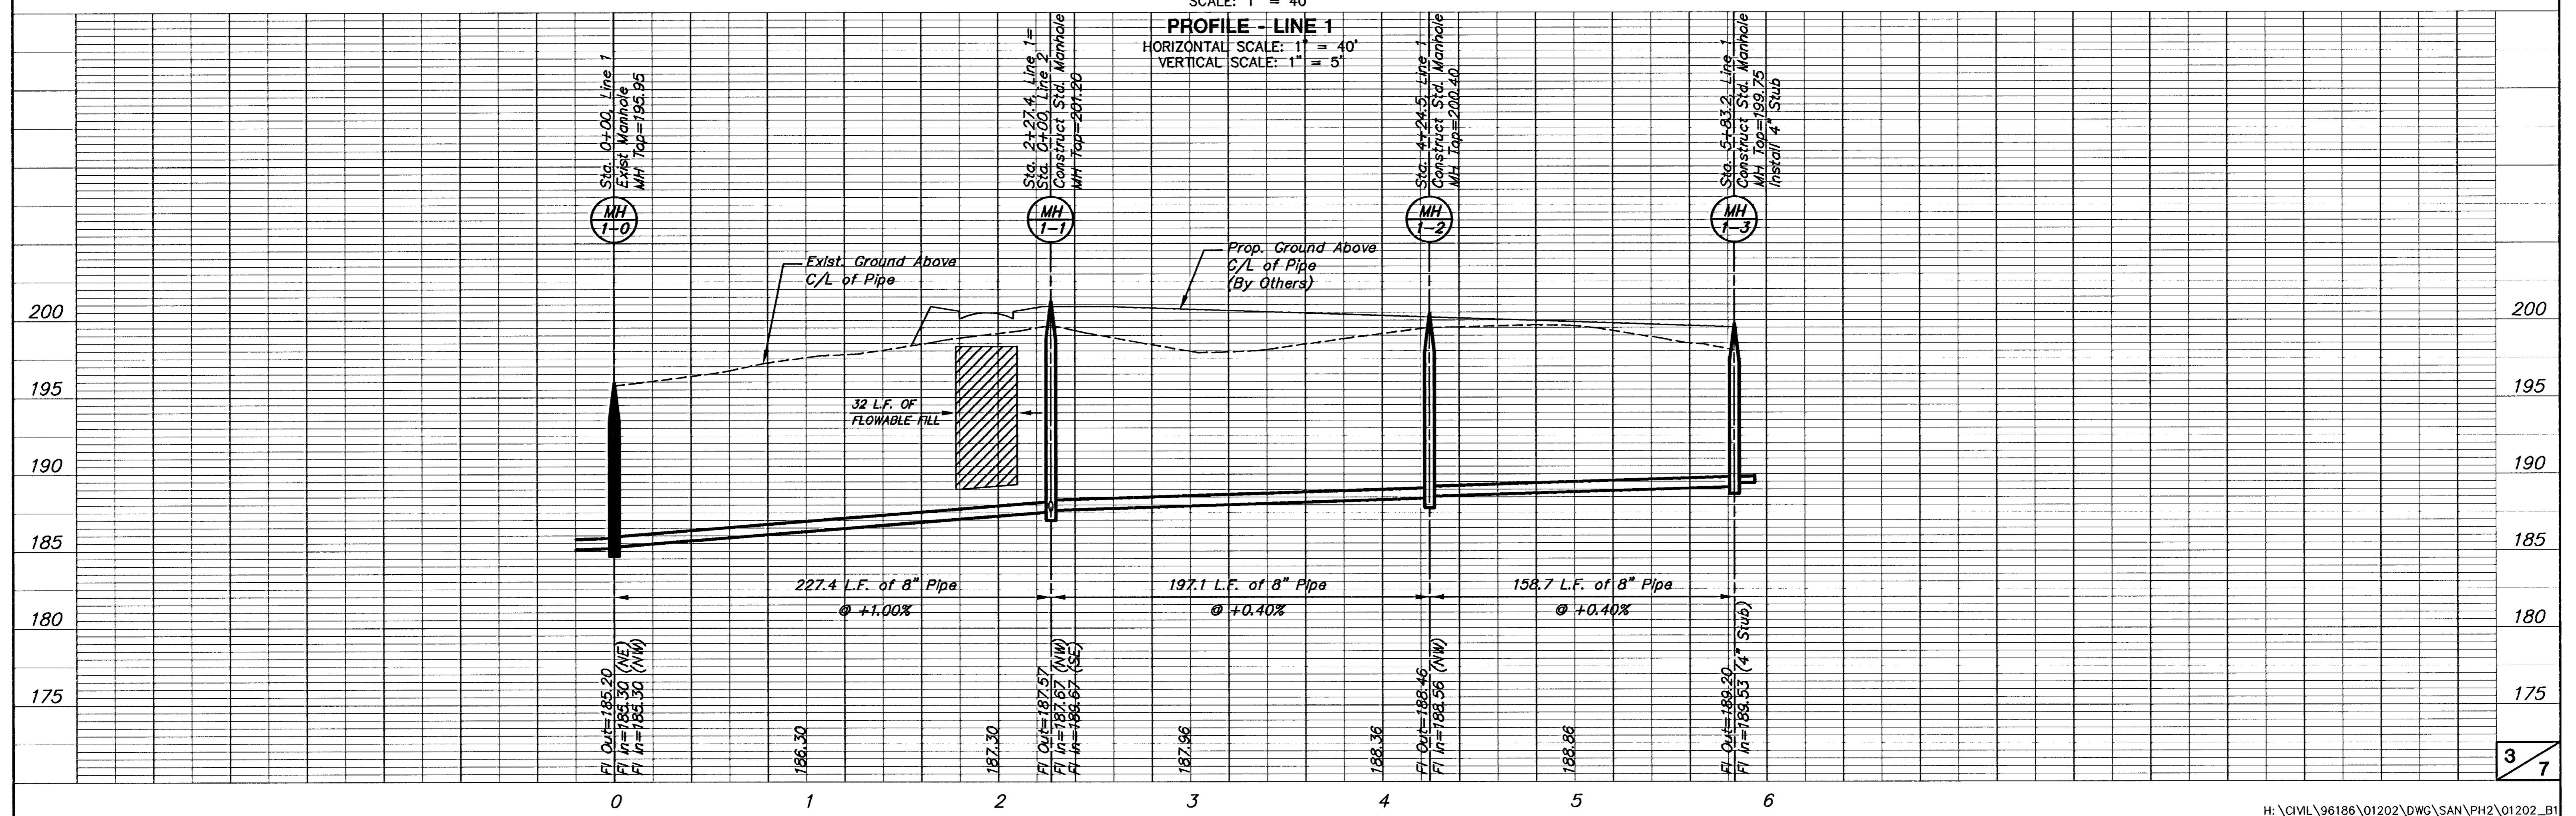 SCALE: 1" = 40'
PROFILE - LINE 1
HORIZONTAL SCALE: 1" = 40'
VERTICAL SCALE: 1" = 5'
Sta. 0+00, Line 1
Exist Manhole
MH Top=195.95
Sta. 2+27.4, Line 1=
Sta. 0+00, Line 2
Construct Std. Manhole
MH Top=201.20
Sta. 4+24.5, Line 1
Construct Std. Manhole
MH Top=200.40
Sta. 5+83.2, Line 1
Construct Std. Manhole
MH Top=199.75
Install 4" Stub
MH
1-0
MH
1-1
MH
1-2
MH
1-3
Exist. Ground Above
C/L of Pipe
Prop. Ground Above
C/L of Pipe
(By Others)
200
200
195
195
32 L.F. OF
FLOWABLE FILL
190
190
185
185
227.4 L.F. of 8" Pipe
@ +1.00%
197.1 L.F. of 8" Pipe
@ +0.40%
158.7 L.F. of 8" Pipe
@ +0.40%
180
180
175
175
Fl Out=185.20
Fl In=185.30 (NE)
Fl In=185.30 (NW)
186.30
187.30
Fl Out=187.57
Fl In=187.67 (NW)
Fl In=189.67 (SE)
187.96
188.36
Fl Out=188.46
Fl In=188.56 (NW)
188.86
Fl Out=189.20
Fl In=189.53 (4" Stub)
3/7
0 1 2 3 4 5 6
H:\CIVIL\96186\01202\DWG\SAN\PH2\01202_B1